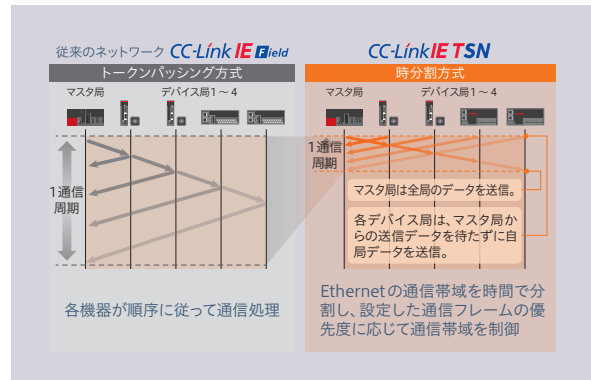 従来のネットワーク CC-Link IE Field
トークンパッシング方式
マスタ局 デバイス局1～4
1通信
周期
各機器が順序に従って通信処理
CC-Link IE TSN
時分割方式
マスタ局 デバイス局1～4
1通信
周期
マスタ局は全局のデータを送信。
各デバイス局は、マスタ局か
らの送信データを待たずに自
局データを送信。
Ethernetの通信帯域を時間で分
割し、設定した通信フレームの優
先度に応じて通信帯域を制御